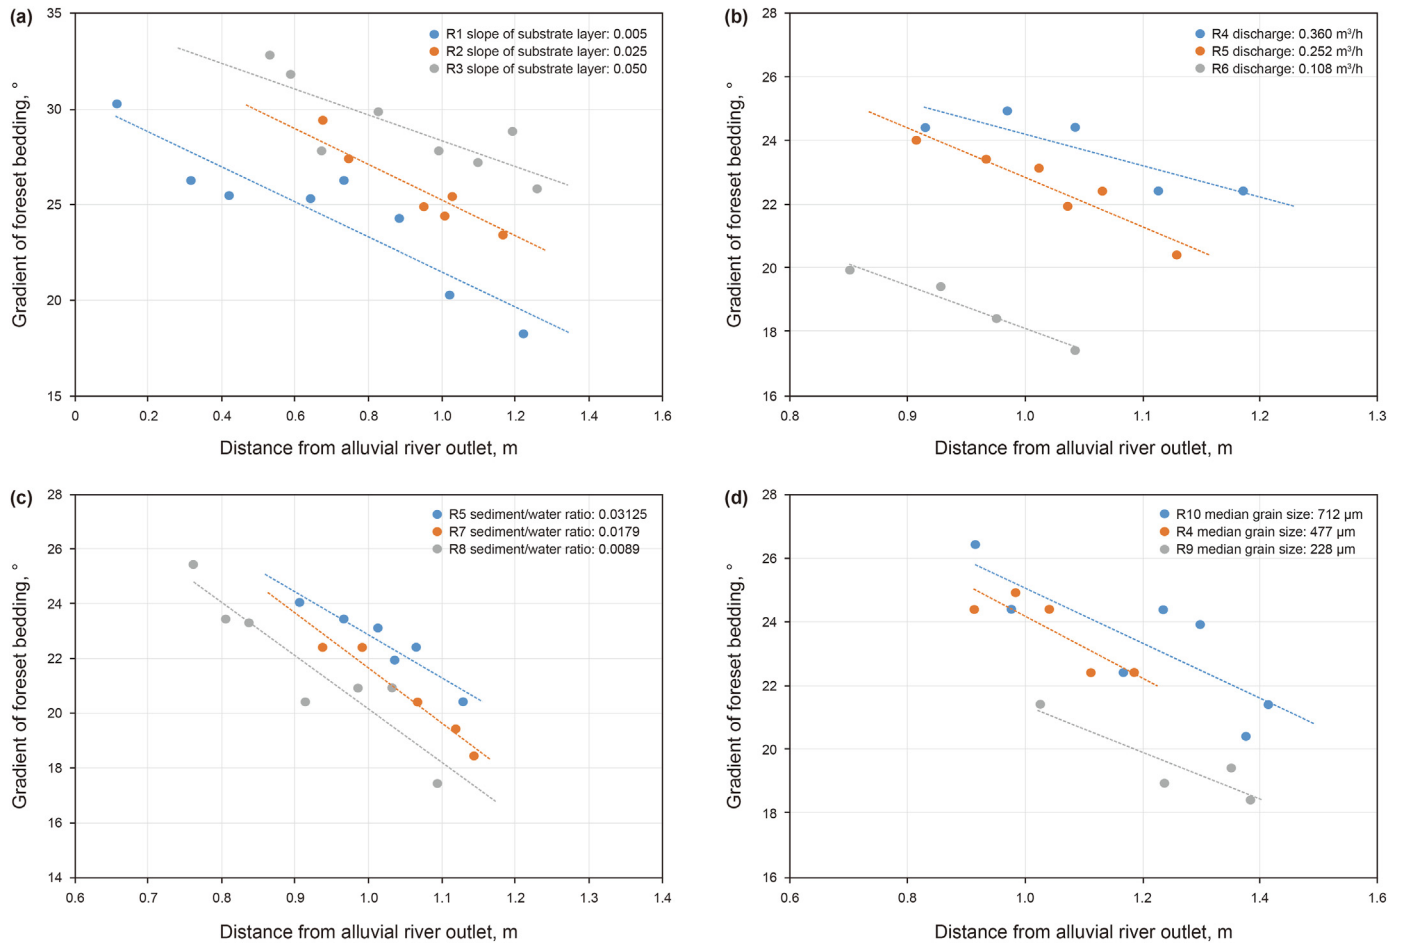 (a)
35
30
25
20
15
Gradient of foreset bedding, °
R1 slope of substrate layer: 0.005
R2 slope of substrate layer: 0.025
R3 slope of substrate layer: 0.050
0 0.2 0.4 0.6 0.8 1.0 1.2 1.4 1.6
Distance from alluvial river outlet, m
(b)
28
26
24
22
20
18
16
Gradient of foreset bedding, °
R4 discharge: 0.360 m³/h
R5 discharge: 0.252 m³/h
R6 discharge: 0.108 m³/h
0.8 0.9 1.0 1.1 1.2 1.3
Distance from alluvial river outlet, m
(c)
28
26
24
22
20
18
16
14
Gradient of foreset bedding, °
R5 sediment/water ratio: 0.03125
R7 sediment/water ratio: 0.0179
R8 sediment/water ratio: 0.0089
0.6 0.7 0.8 0.9 1.0 1.1 1.2 1.3 1.4
Distance from alluvial river outlet, m
(d)
28
26
24
22
20
18
16
Gradient of foreset bedding, °
R10 median grain size: 712 μm
R4 median grain size: 477 μm
R9 median grain size: 228 μm
0.6 0.8 1.0 1.2 1.4 1.6
Distance from alluvial river outlet, m